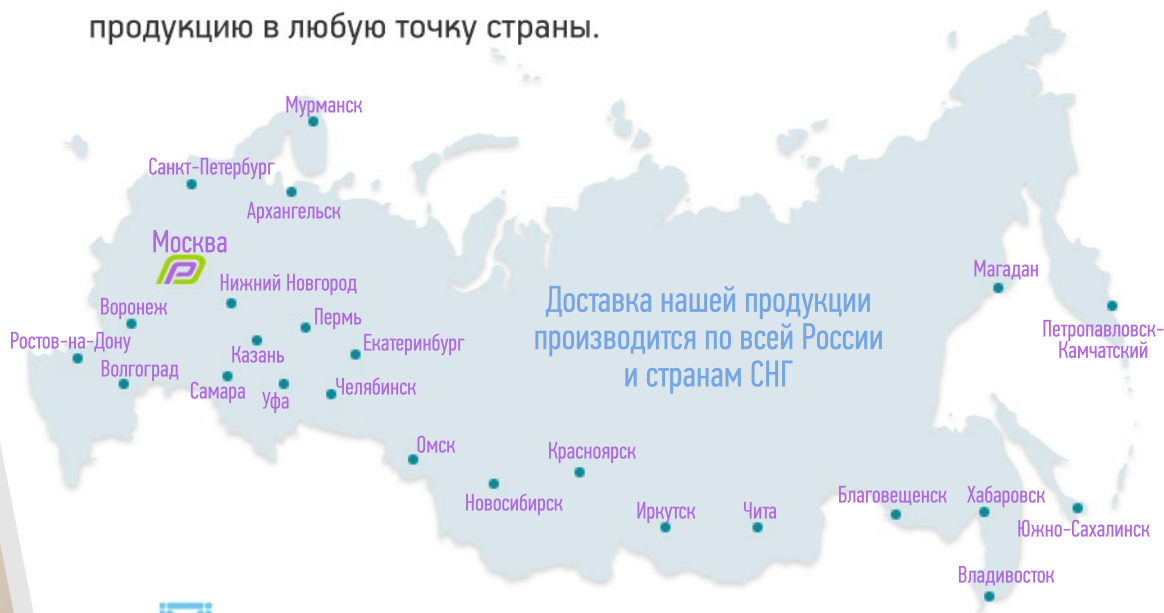 продукцию в любую точку страны.
Мурманск
Санкт-Петербург
Архангельск
Москва
Нижний Новгород
Магадан
Воронеж
Пермь
Доставка нашей продукции
производится по всей России
и странам СНГ
Ростов-на-Дону
Казань
Екатеринбург
Петропавловск-
Камчатский
Волгоград
Самара
Уфа
Челябинск
Омск
Красноярск
Новосибирск
Иркутск
Чита
Благовещенск
Хабаровск
Южно-Сахалинск
Владивосток